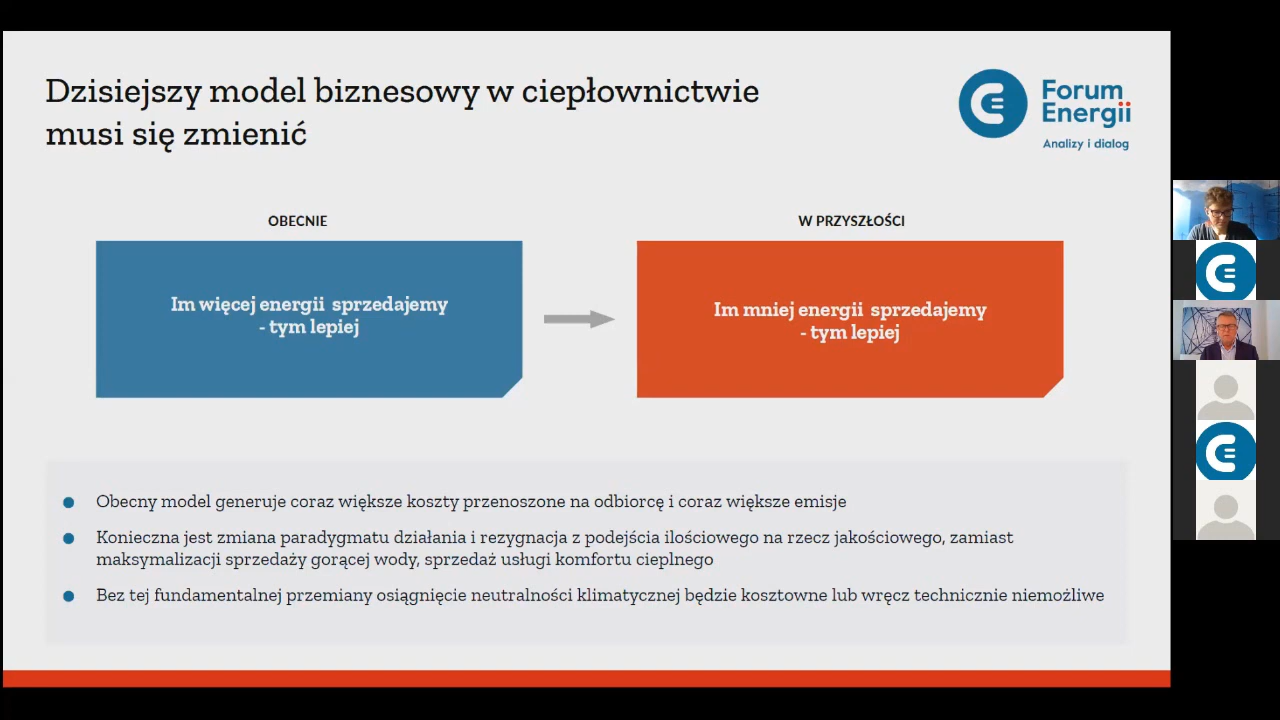 Dzisiejszy model biznesowy w ciepłownictwie
musi się zmienić
Forum
Energii
Analizy i dialog
OBECNIE
Im więcej energii sprzedajemy
- tym lepiej
W PRZYSZŁOŚCI
Im mniej energii sprzedajemy
- tym lepiej
Obecny model generuje coraz większe koszty przenoszone na odbiorcę i coraz większe emisje
Konieczna jest zmiana paradygmatu działania i rezygnacja z podejścia ilościowego na rzecz jakościowego, zamiast
maksymalizacji sprzedaży gorącej wody, sprzedaż usługi komfortu cieplnego
Bez tej fundamentalnej przemiany osiągnięcie neutralności klimatycznej będzie kosztowne lub wręcz technicznie niemożliwe